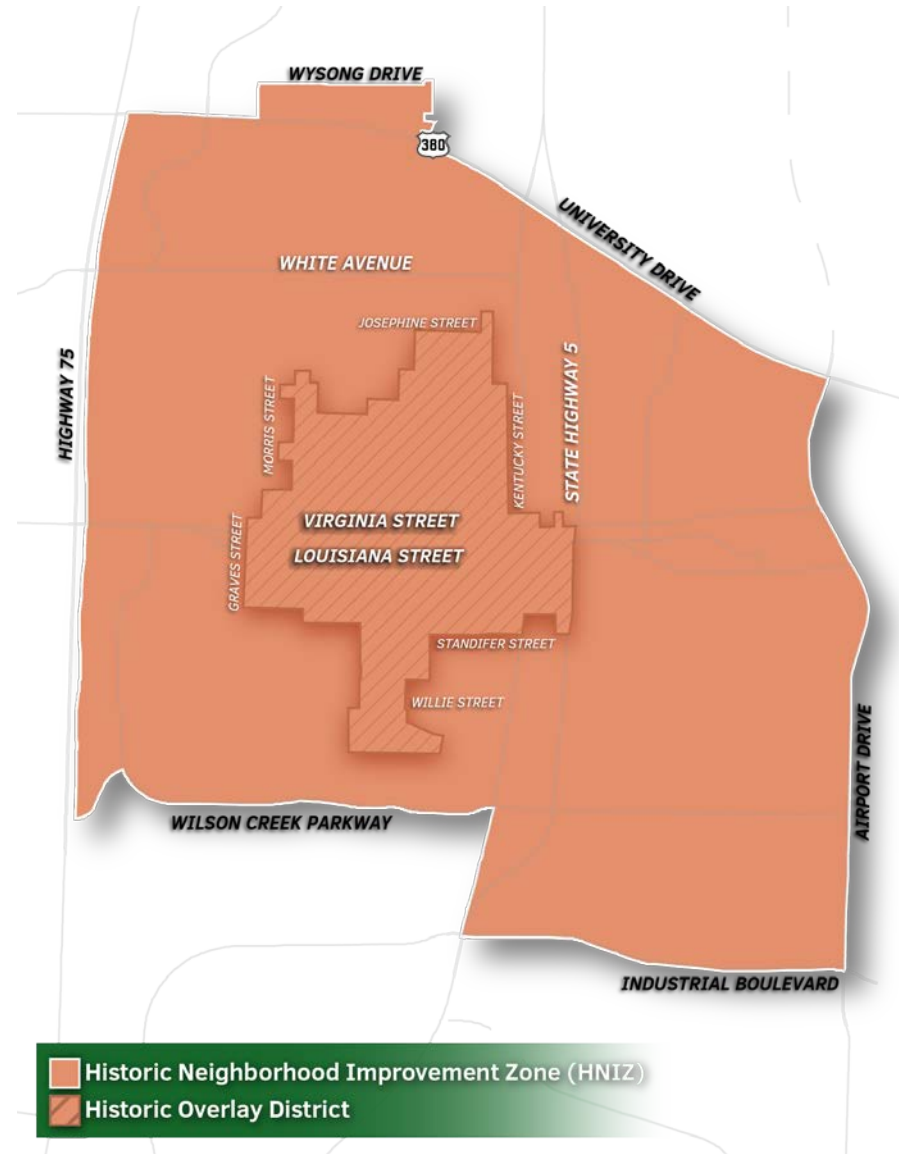 WYSONG DRIVE
380
UNIVERSITY DRIVE
WHITE AVENUE
JOSEPHINE STREET
HIGHWAY 75
MORRIS STREET
KENTUCKY STREET
STATE HIGHWAY 5
VIRGINIA STREET
LOUISIANA STREET
GRAVES STREET
STANDIFER STREET
WILLIE STREET
AIRPORT DRIVE
WILSON CREEK PARKWAY
INDUSTRIAL BOULEVARD
Historic Neighborhood Improvement Zone (HNIZ)
Historic Overlay District